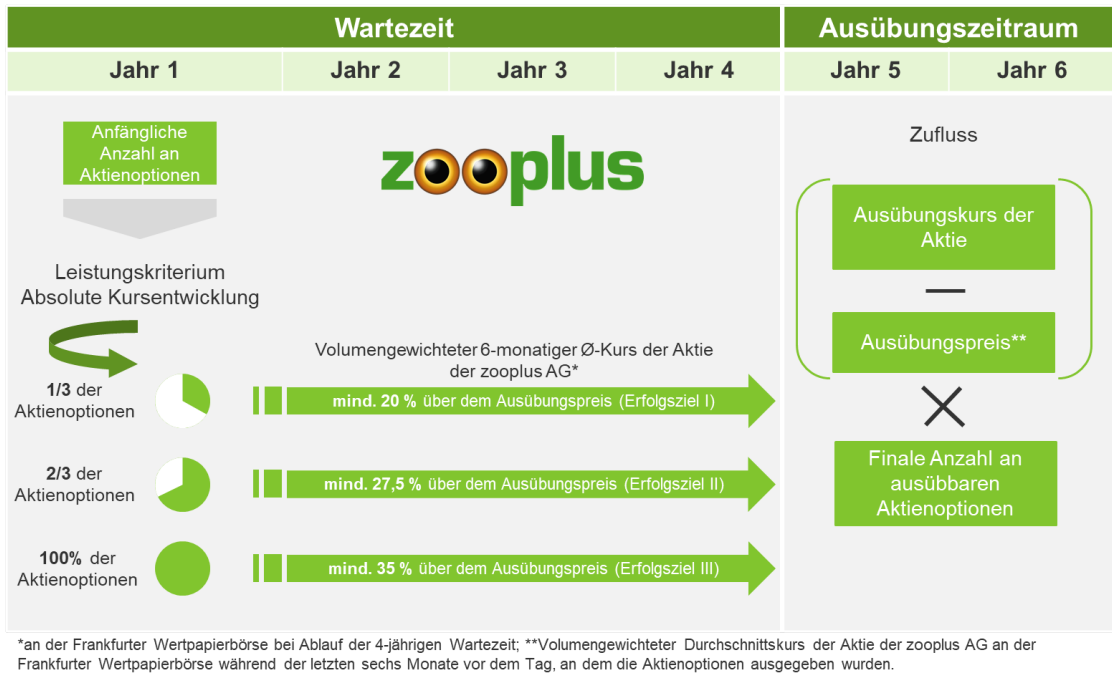 Wartezeit
Ausübungszeitraum
Jahr 1
Jahr 2
Jahr 3
Jahr 4
Jahr 5
Jahr 6
Anfängliche
Anzahl an
Aktienoptionen
zooplus
Leistungskriterium
Absolute Kursentwicklung
Volumengewichteter 6-monatiger Ø-Kurs der Aktie
der zooplus AG*
1/3 der
Aktienoptionen
mind. 20 % über dem Ausübungspreis (Erfolgsziel I)
2/3 der
Aktienoptionen
mind. 27,5 % über dem Ausübungspreis (Erfolgsziel II)
100% der
Aktienoptionen
mind. 35 % über dem Ausübungspreis (Erfolgsziel III)
Zufluss
Ausübungskurs der
Aktie
Ausübungspreis**
Finale Anzahl an
ausübbaren
Aktienoptionen
*an der Frankfurter Wertpapierbörse bei Ablauf der 4-jährigen Wartezeit; **Volumengewichteter Durchschnittskurs der Aktie der zooplus AG an der
Frankfurter Wertpapierbörse während der letzten sechs Monate vor dem Tag, an dem die Aktienoptionen ausgegeben wurden.